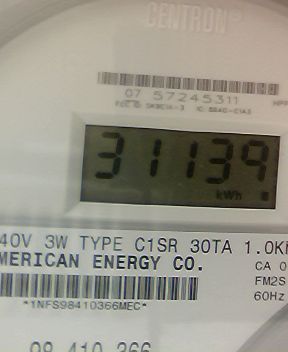 CENTRON®
07 57245311
31139
kWh
40V 3W TYPE C1SR 30TA 1.0K
MERICAN ENERGY CO. CA 0
FM2S
*1NFS98410366MEC* 60Hz
98 410 366